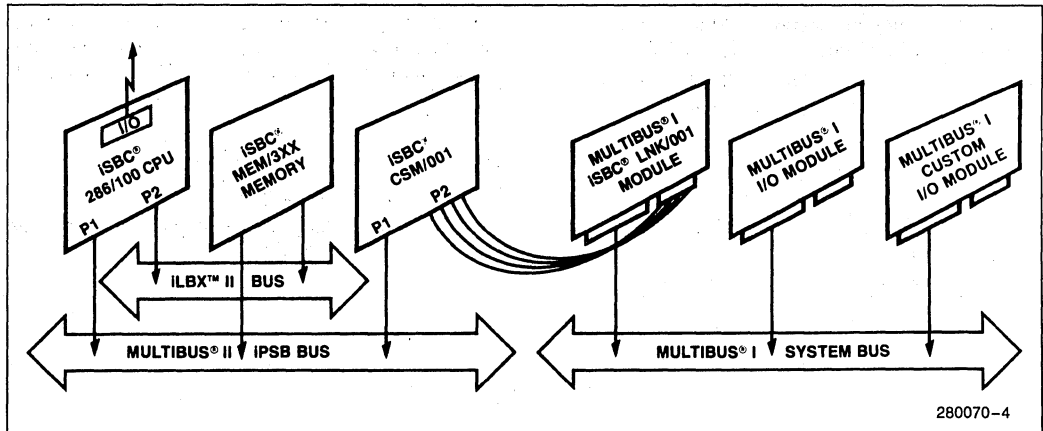 I/O
iSBC®
286/100 CPU
P1
P2
iSBC®
MEM/3XX
MEMORY
iSBC®
CSM/001
P1
P2
MULTIBUS® I
iSBC® LNK/001
MODULE
MULTIBUS® I
I/O MODULE
MULTIBUS® I
CUSTOM
I/O MODULE
iLBX™ II BUS
MULTIBUS® II iPSB BUS
MULTIBUS® I SYSTEM BUS
280070–4